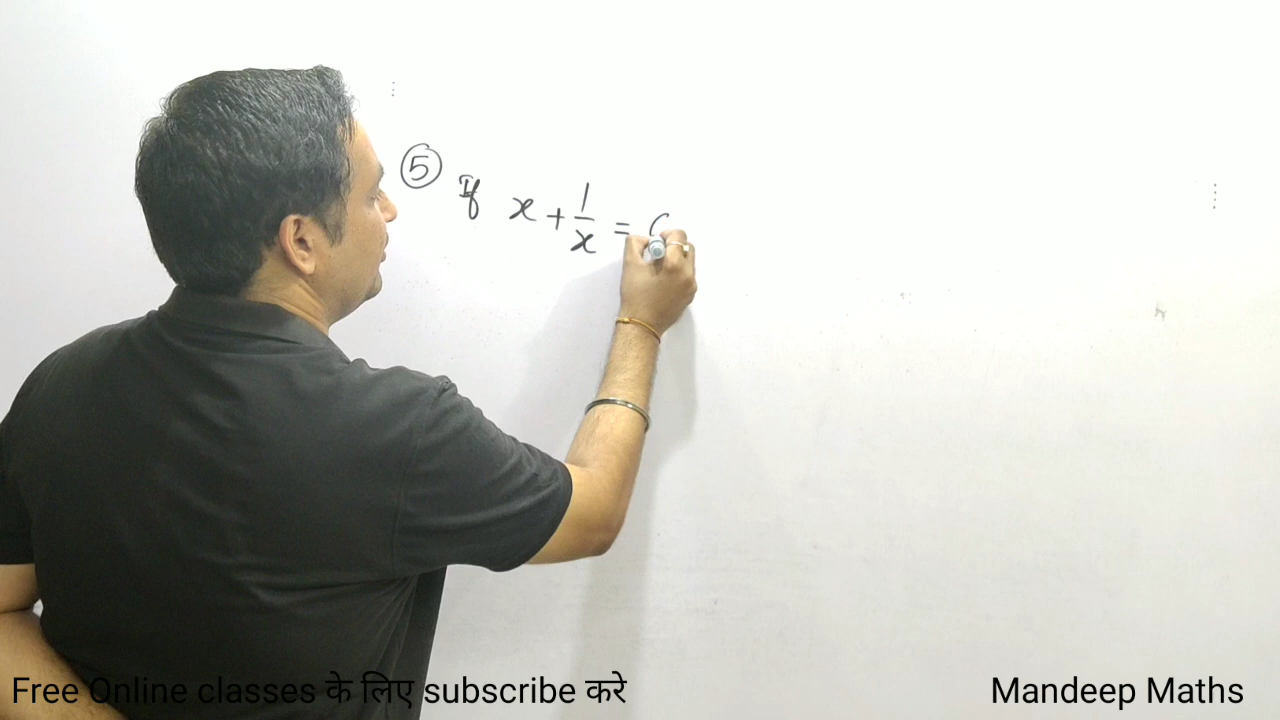 ⑤ If x + 1/x =
Free Online classes के लिए subscribe करे
Mandeep Maths